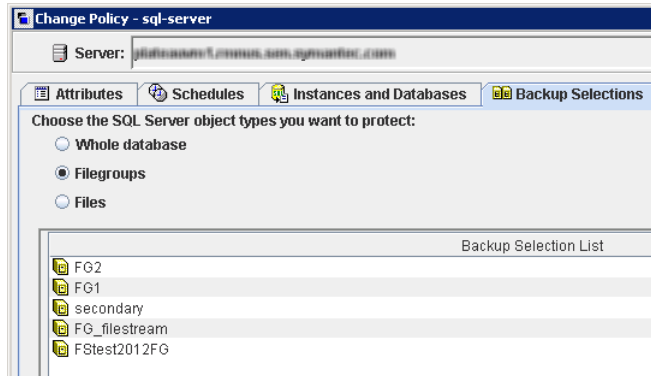 Change Policy - sql-server
Server:
Attributes Schedules Instances and Databases Backup Selections
Choose the SQL Server object types you want to protect:
Whole database
Filegroups
Files
Backup Selection List
FG2
FG1
secondary
FG_filestream
FStest2012FG